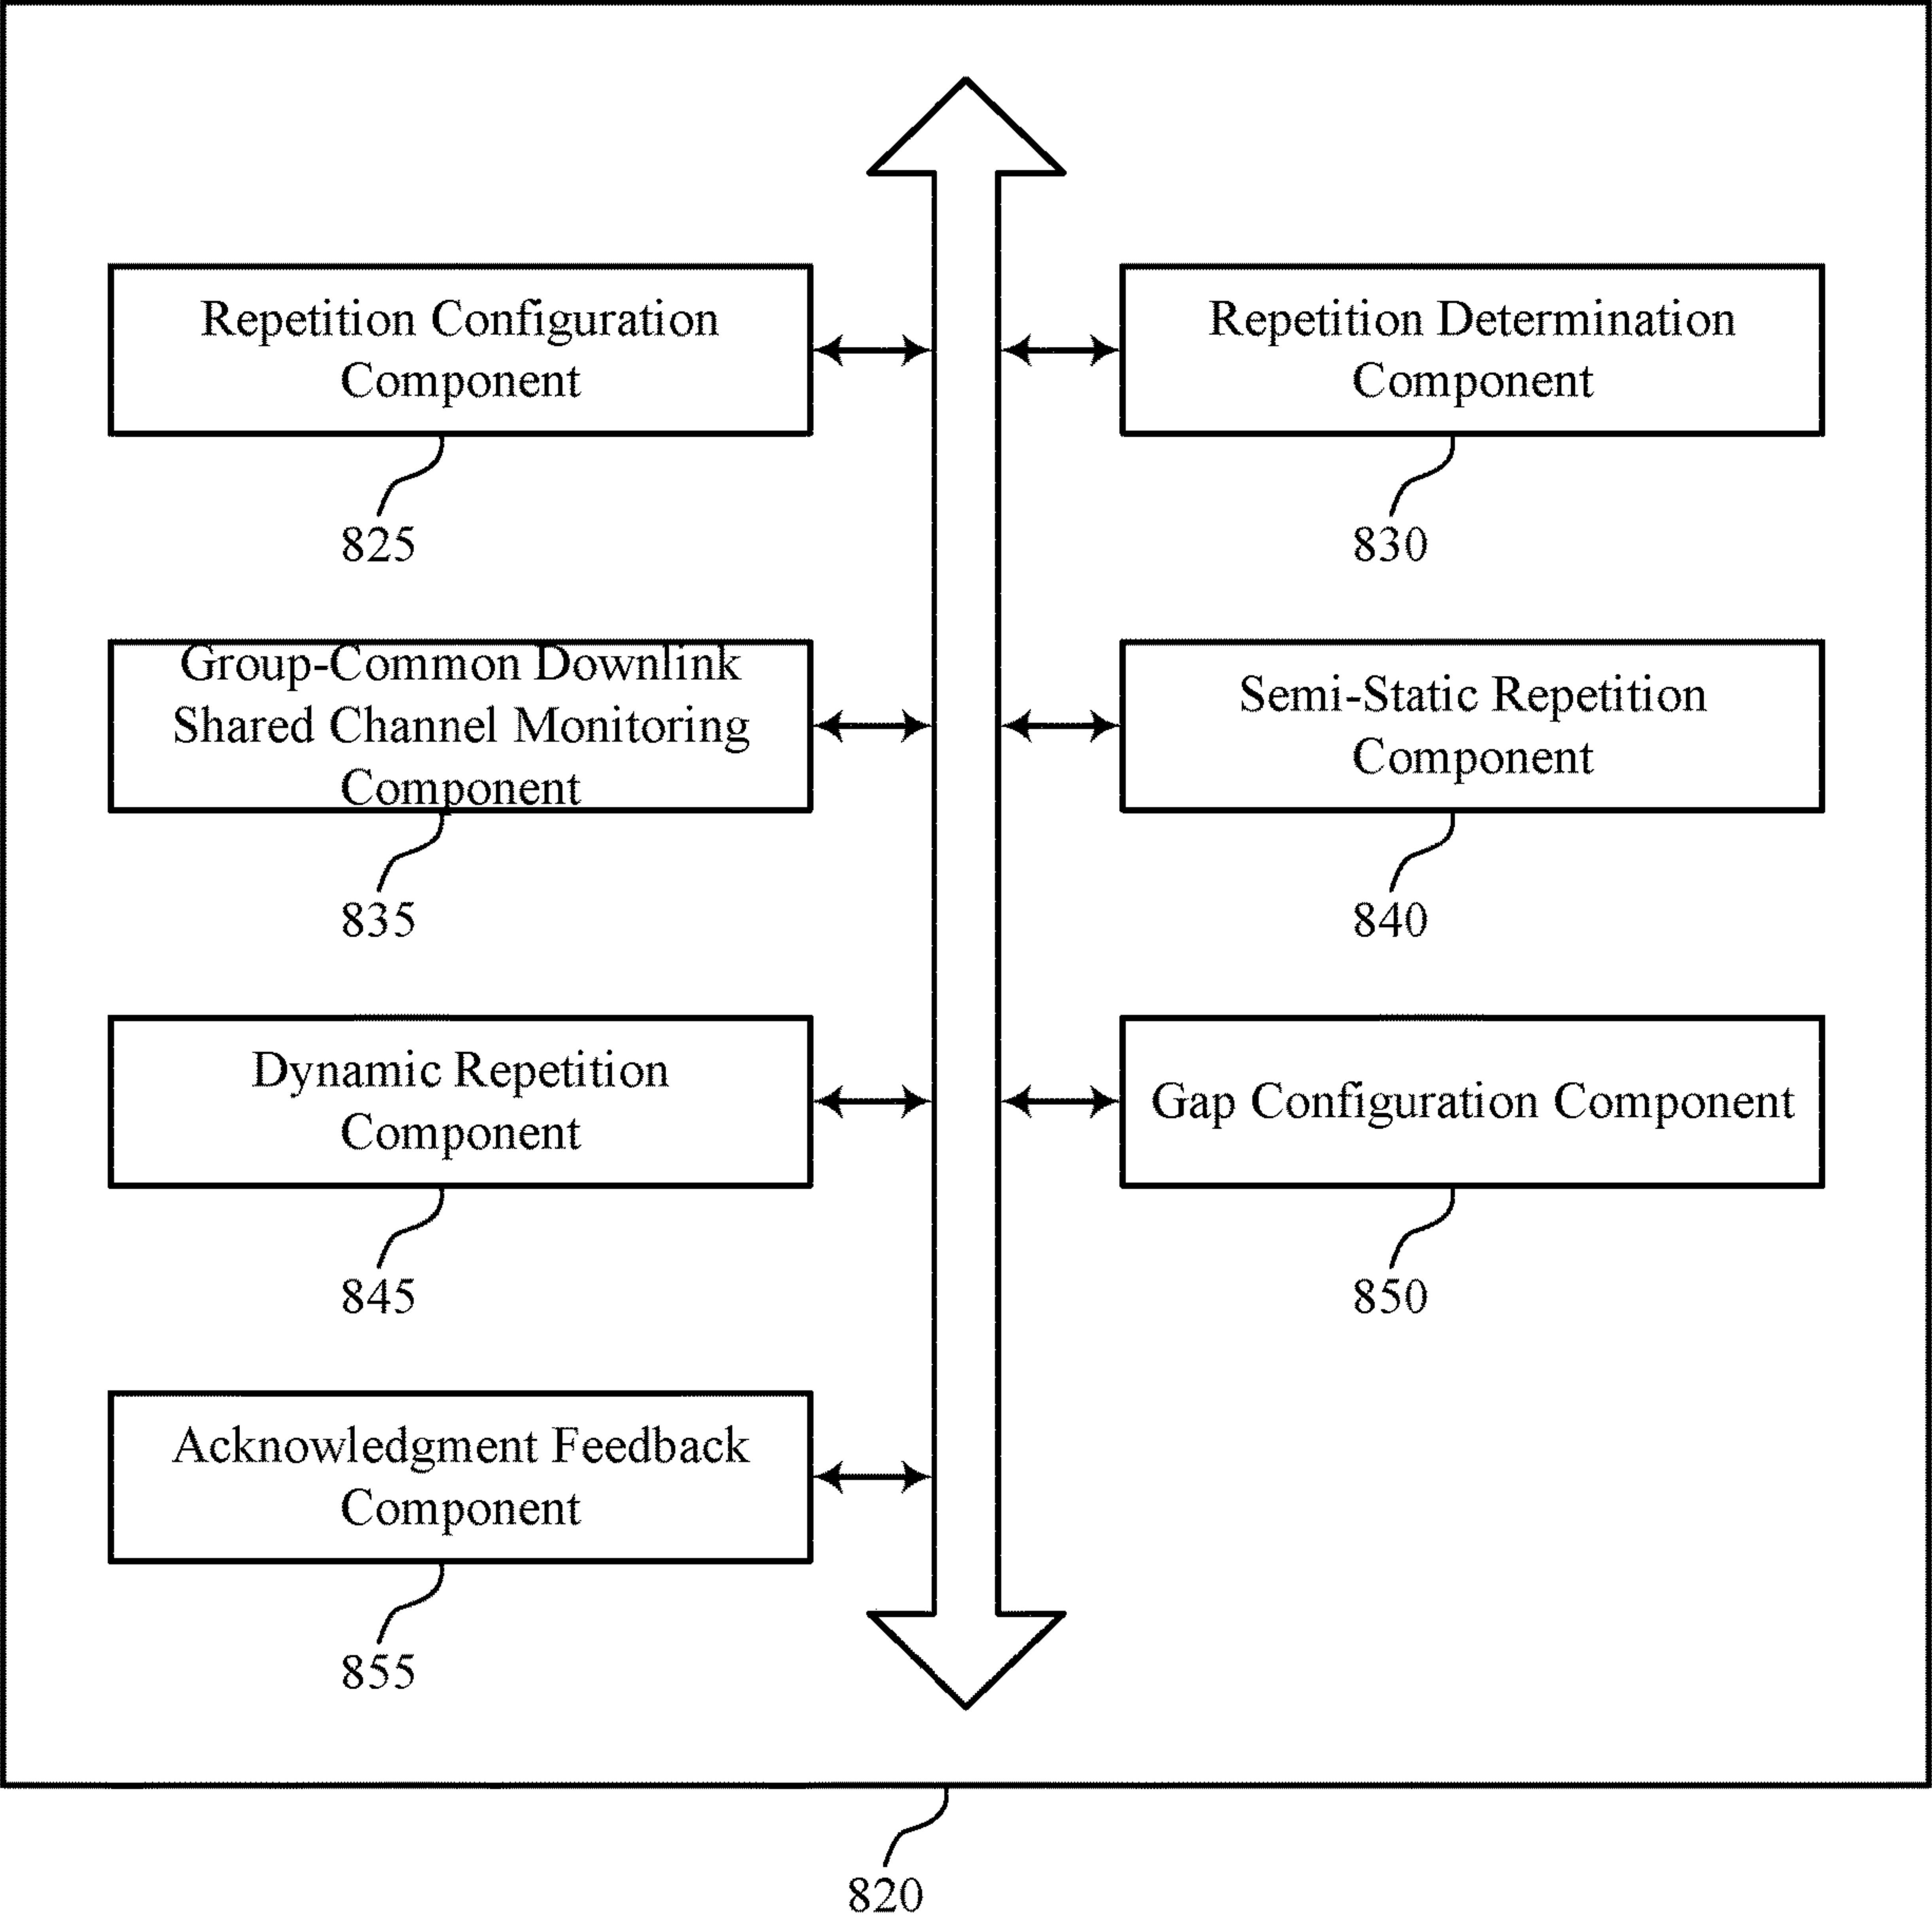 Repetition Configuration
Component
825
Repetition Determination
Component
830
Group-Common Downlink
Shared Channel Monitoring
Component
835
Semi-Static Repetition
Component
840
Dynamic Repetition
Component
845
Gap Configuration Component
850
Acknowledgment Feedback
Component
855
820